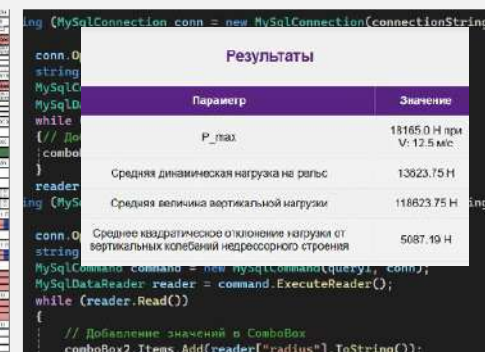 ing (MySqlConnection conn = new MySqlConnection(connectionString
conn.O
string
MySqlC
MySqlDa
while (
{// До
combo
}
reader
ing (MyS
conn.O
string
Результаты
Параметр Значение
P_max 18165.0 Н при
V: 12.5 м/с
Средняя динамическая нагрузка на рельс 13623.75 Н
Средняя величина вертикальной нагрузки 118623.75 Н
Среднее квадратическое отклонение нагрузки от
вертикальных колебаний недрессорного строения 5087.19 Н
ing
MySqlCommand command = new MySqlCommand(query1, conn);
MySqlDataReader reader = command.ExecuteReader();
while (reader.Read())
{
// Добавление значений в ComboBox
comboBox2.Items.Add(reader["radius"].ToString());